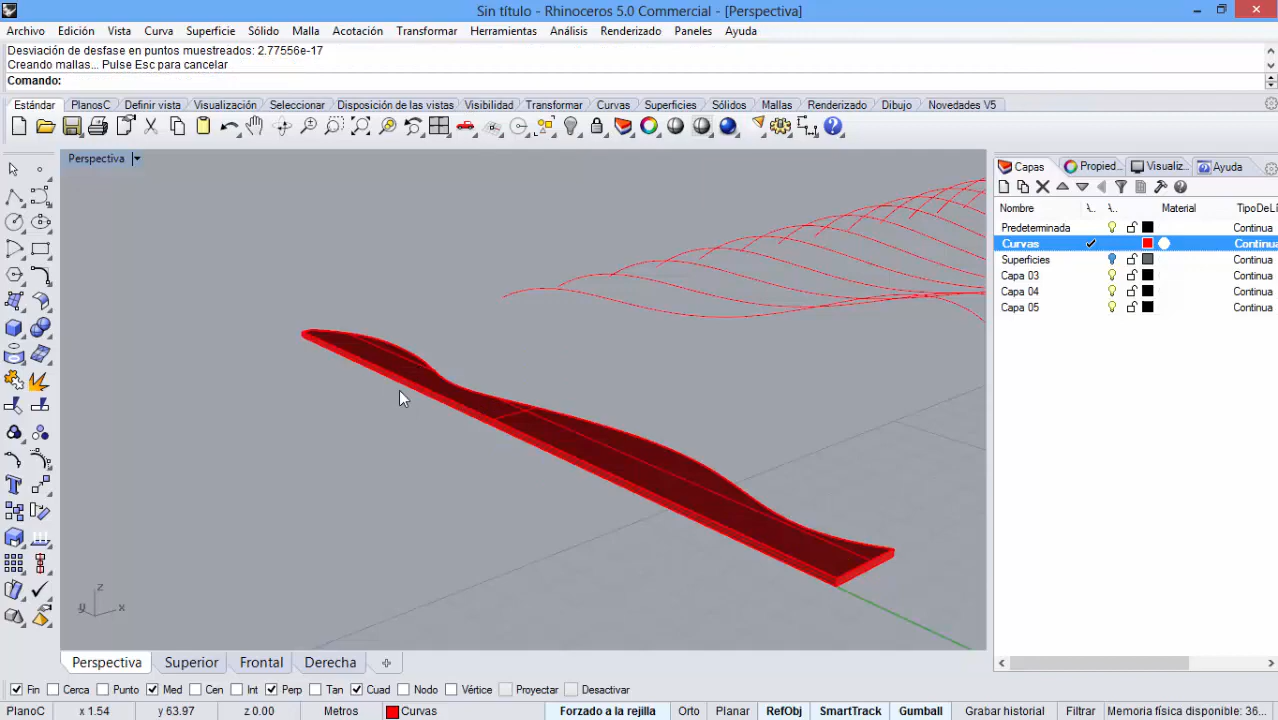 Sin título - Rhinoceros 5.0 Commercial - [Perspectiva]
Archivo Edición Vista Curva Superficie Sólido Malla Acotación Transformar Herramientas Análisis Renderizado Paneles Ayuda
Desviación de desfase en puntos muestreados: 2.77556e-17
Creando mallas... Pulse Esc para cancelar
Comando:
Estándar PlanosC Definir vista Visualización Seleccionar Disposición de las vistas Visibilidad Transformar Curvas Superficies Sólidos Mallas Renderizado Dibujo Novedades V5
Perspectiva
Capas Propied... Visualiz... Ayuda
Nombre \.. \.. Material TipoDeLí
Predeterminada Continua
Curvas Continua
Superficies Continua
Capa 03 Continua
Capa 04 Continua
Capa 05 Continua
z
y x
Perspectiva Superior Frontal Derecha
Fin Cerca Punto Med Cen Int Perp Tan Cuad Nodo Vértice Proyectar Desactivar
PlanoC x 1.54 y 63.97 z 0.00 Metros Curvas Forzado a la rejilla Orto Planar RefObj SmartTrack Gumball Grabar historial Filtrar Memoria física disponible: 36...